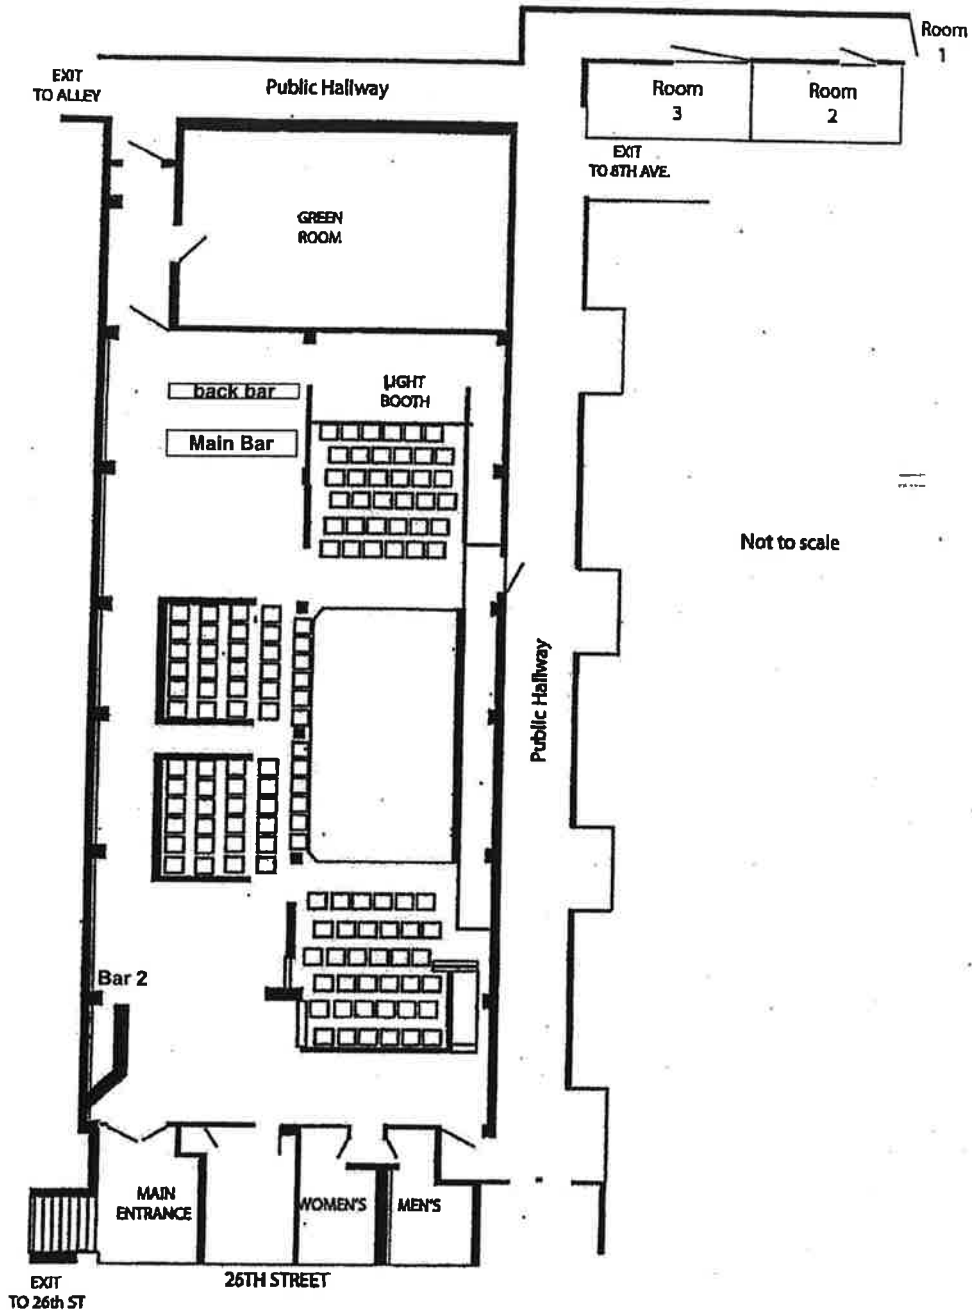 Room
1
EXIT
TO ALLEY
Public Hallway
Room
3
Room
2
EXIT
TO 8TH AVE.
GREEN
ROOM
LIGHT
BOOTH
back bar
Main Bar
Not to scale
Public Hallway
Bar 2
MAIN
ENTRANCE
WOMEN'S
MEN'S
26TH STREET
EXIT
TO 26th ST